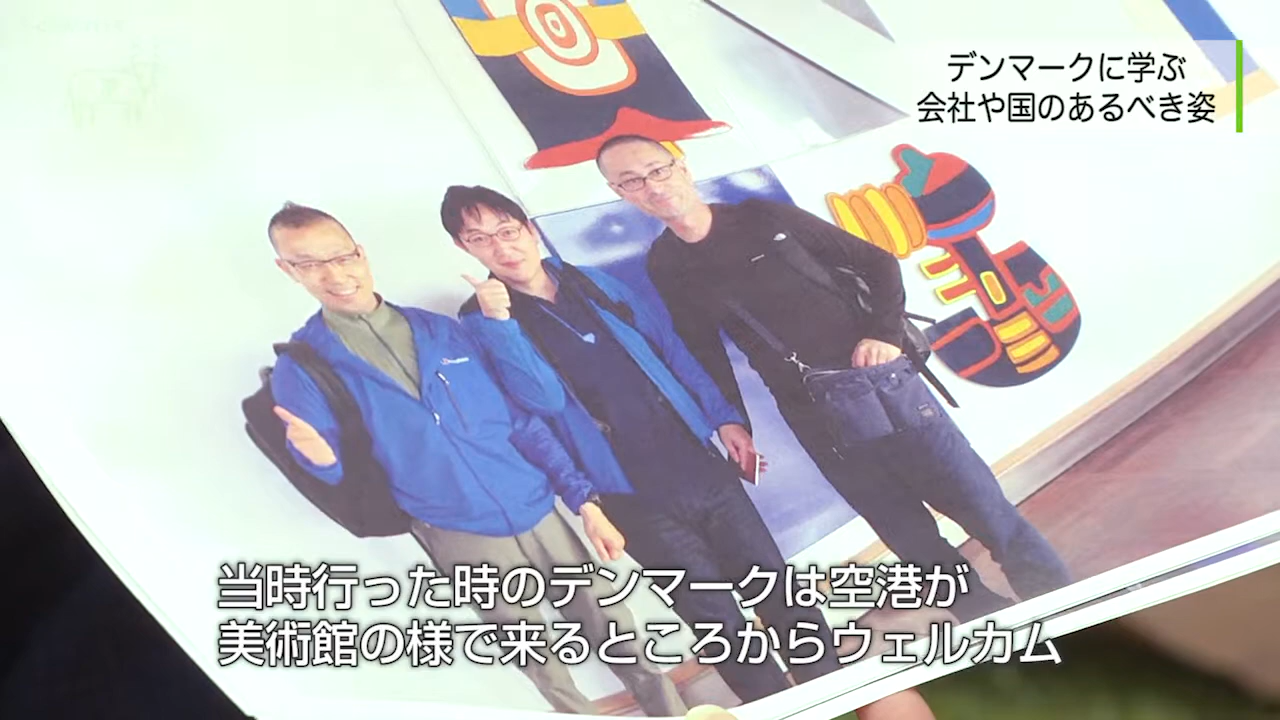 デンマークに学ぶ
会社や国のあるべき姿
当時行った時のデンマークは空港が
美術館の様で来るところからウェルカム